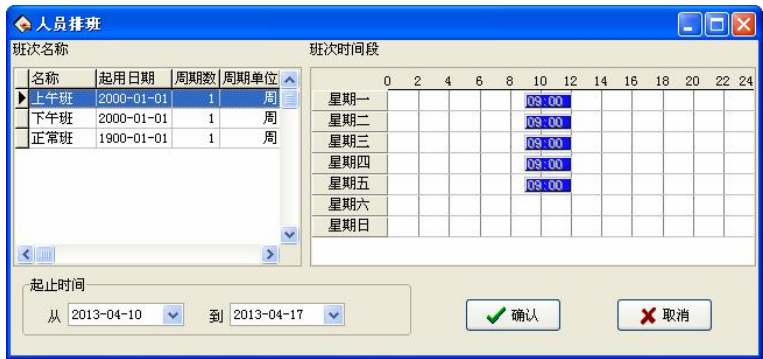 人员排班
班次名称
班次时间段
名称 起用日期 周期数 周期单位
上午班 2000-01-01 1 周
下午班 2000-01-01 1 周
正常班 1900-01-01 1 周
0 2 4 6 8 10 12 14 16 18 20 22 24
星期一 09:00
星期二 09:00
星期三 09:00
星期四 09:00
星期五 09:00
星期六
星期日
起止时间
从 2013-04-10 到 2013-04-17
确认
取消